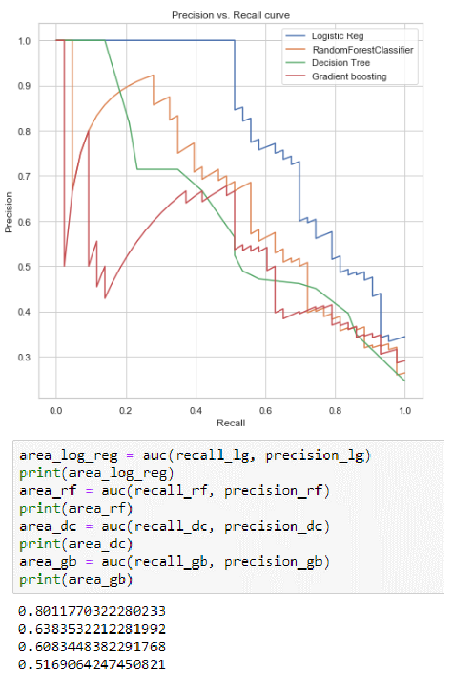 Precision vs. Recall curve
Logistic Reg
RandomForestClassifier
Decision Tree
Gradient boosting
1.0
0.9
0.8
0.7
0.6
0.5
0.4
0.3
Precision
0.0 0.2 0.4 0.6 0.8 1.0
Recall
area_log_reg = auc(recall_lg, precision_lg)
print(area_log_reg)
area_rf = auc(recall_rf, precision_rf)
print(area_rf)
area_dc = auc(recall_dc, precision_dc)
print(area_dc)
area_gb = auc(recall_gb, precision_gb)
print(area_gb)
0.8011770322280233
0.6383532212281992
0.6083448382291768
0.5169064247450821